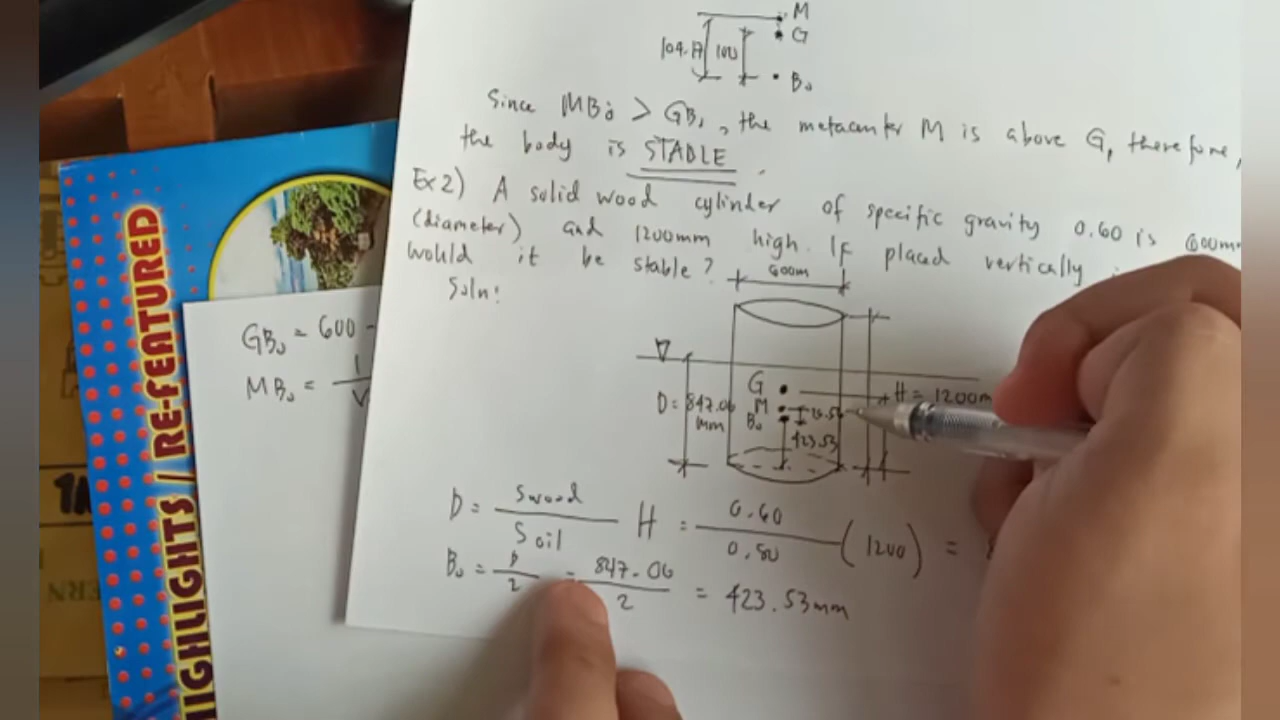 M
G
104.17 100
B₀
Since MB₀ > GB₀, the metacenter M is above G, therefore,
the body is STABLE.
Ex 2) A solid wood cylinder of specific gravity 0.60 is 600mm
(diameter) and 1200mm high. If placed vertically
would it be stable?
600m
Soln:
GB₀ = 600 -
MB₀ = I
G
D = 847.06 mm
M
B₀
423.53
H = 1200m
D = Swood / Soil H = 0.60 / 0.80 (1200) =
B₀ = D / 2 = 847.06 / 2 = 423.53mm
HIGHLIGHTS / RE-FEATURED